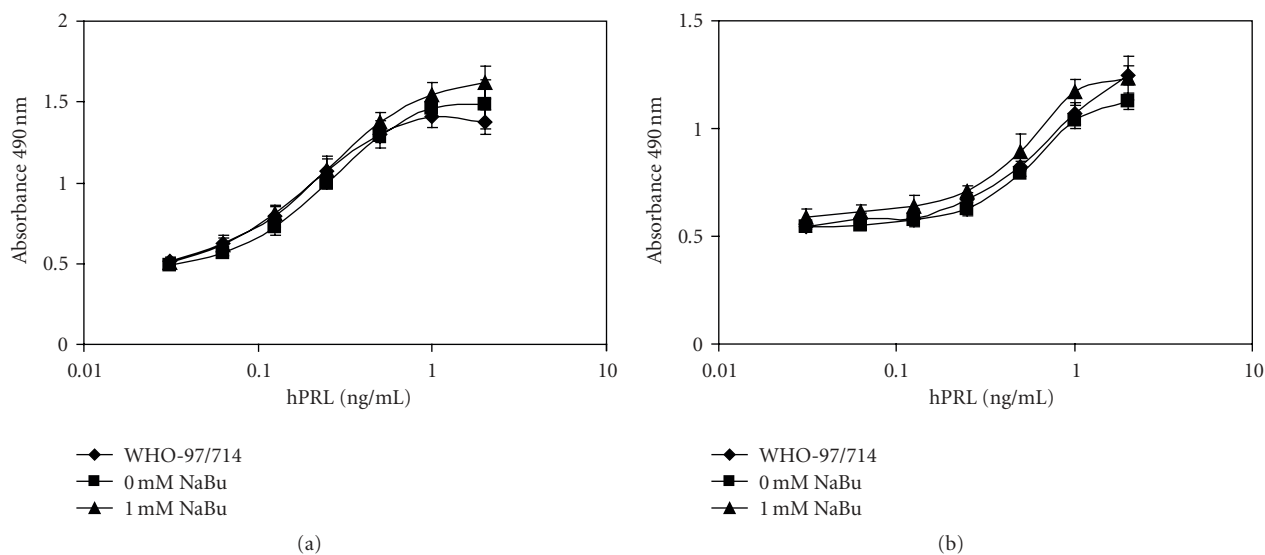 2
1.5
1
0.5
0
Absorbance 490 nm
0.01
0.1
1
10
hPRL (ng/mL)
WHO-97/714
0 mM NaBu
1 mM NaBu
(a)
1.5
1
0.5
0
Absorbance 490 nm
0.01
0.1
1
10
hPRL (ng/mL)
WHO-97/714
0 mM NaBu
1 mM NaBu
(b)